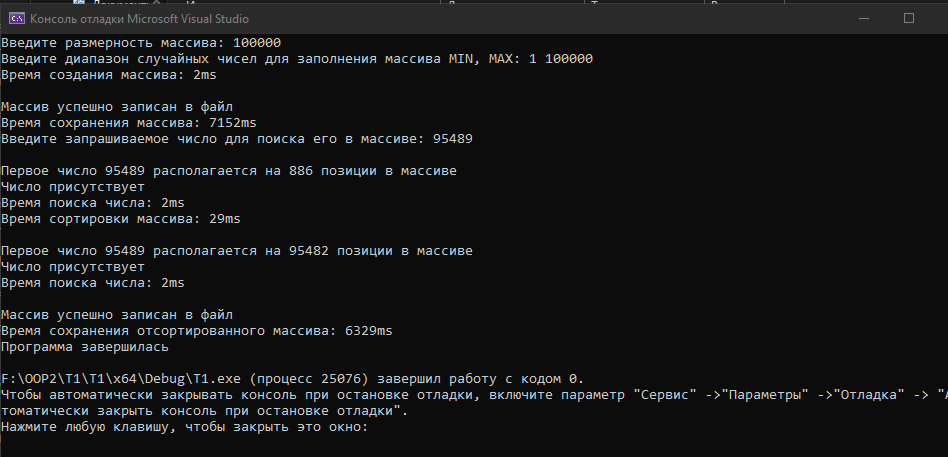 Консоль отладки Microsoft Visual Studio
Введите размерность массива: 100000
Введите диапазон случайных чисел для заполнения массива MIN, MAX: 1 100000
Время создания массива: 2ms
Массив успешно записан в файл
Время сохранения массива: 7152ms
Введите запрашиваемое число для поиска его в массиве: 95489
Первое число 95489 располагается на 886 позиции в массиве
Число присутствует
Время поиска числа: 2ms
Время сортировки массива: 29ms
Первое число 95489 располагается на 95482 позиции в массиве
Число присутствует
Время поиска числа: 2ms
Массив успешно записан в файл
Время сохранения отсортированного массива: 6329ms
Программа завершилась
F:\OOP2\T1\T1\x64\Debug\T1.exe (процесс 25076) завершил работу с кодом 0.
Чтобы автоматически закрывать консоль при остановке отладки, включите параметр "Сервис" ->"Параметры" ->"Отладка" -> "А
томатически закрыть консоль при остановке отладки".
Нажмите любую клавишу, чтобы закрыть это окно: